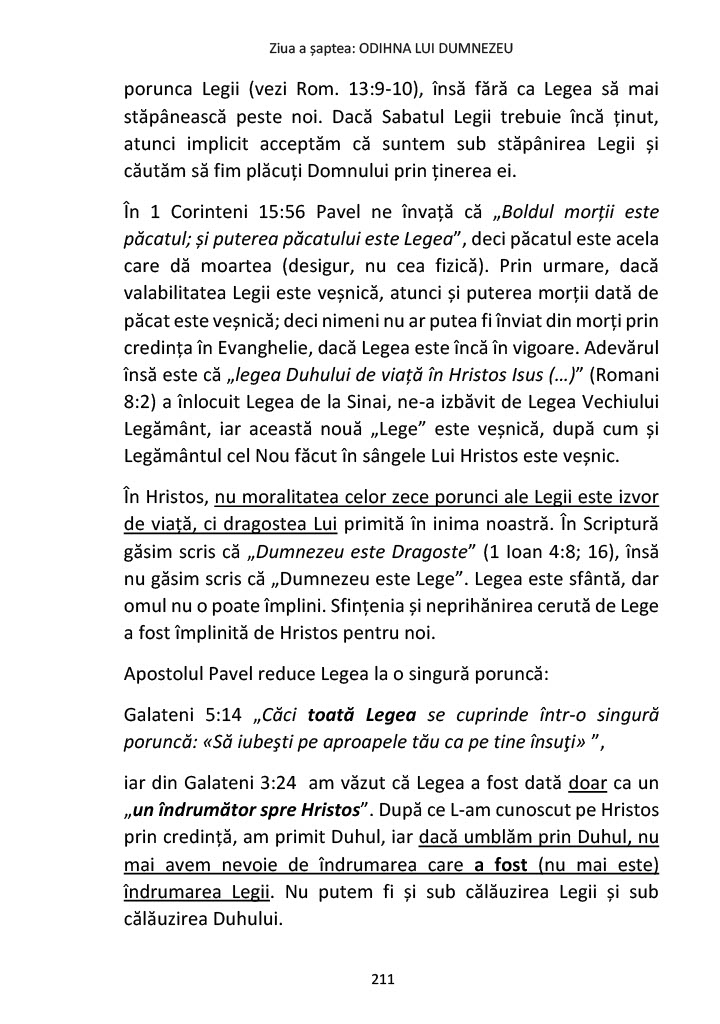 Ziua a șaptea: ODIHNA LUI DUMNEZEU
porunca Legii (vezi Rom. 13:9-10), însă fără ca Legea să mai
stăpânească peste noi. Dacă Sabatul Legii trebuie încă ținut,
atunci implicit acceptăm că suntem sub stăpânirea Legii și
căutăm să fim plăcuți Domnului prin ținerea ei.
În 1 Corinteni 15:56 Pavel ne învață că „Boldul morții este
păcatul; și puterea păcatului este Legea”, deci păcatul este acela
care dă moartea (desigur, nu cea fizică). Prin urmare, dacă
valabilitatea Legii este veșnică, atunci și puterea morții dată de
păcat este veșnică; deci nimeni nu ar putea fi înviat din morți prin
credința în Evanghelie, dacă Legea este încă în vigoare. Adevărul
însă este că „legea Duhului de viață în Hristos Isus (…)” (Romani
8:2) a înlocuit Legea de la Sinai, ne-a izbăvit de Legea Vechiului
Legământ, iar această nouă „Lege” este veșnică, după cum și
Legământul cel Nou făcut în sângele Lui Hristos este veșnic.
În Hristos, nu moralitatea celor zece porunci ale Legii este izvor
de viață, ci dragostea Lui primită în inima noastră. În Scriptură
găsim scris că „Dumnezeu este Dragoste” (1 Ioan 4:8; 16), însă
nu găsim scris că „Dumnezeu este Lege”. Legea este sfântă, dar
omul nu o poate împlini. Sfințenia și neprihănirea cerută de Lege
a fost împlinită de Hristos pentru noi.
Apostolul Pavel reduce Legea la o singură poruncă:
Galateni 5:14 „Căci toată Legea se cuprinde într-o singură
poruncă: «Să iubeşti pe aproapele tău ca pe tine însuţi» ”,
iar din Galateni 3:24 am văzut că Legea a fost dată doar ca un
„un îndrumător spre Hristos”. După ce L-am cunoscut pe Hristos
prin credință, am primit Duhul, iar dacă umblăm prin Duhul, nu
mai avem nevoie de îndrumarea care a fost (nu mai este)
îndrumarea Legii. Nu putem fi și sub călăuzirea Legii și sub
călăuzirea Duhului.
211